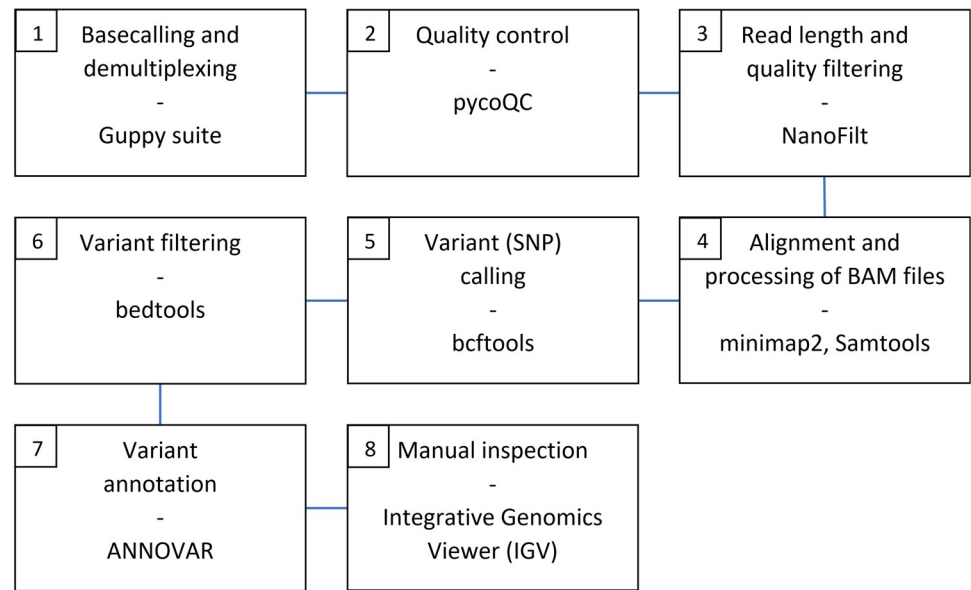 1
Basecalling and
demultiplexing
-
Guppy suite
2
Quality control
-
pycoQC
3
Read length and
quality filtering
-
NanoFilt
4
Alignment and
processing of BAM files
-
minimap2, Samtools
5
Variant (SNP)
calling
-
bcftools
6
Variant filtering
-
bedtools
7
Variant
annotation
-
ANNOVAR
8
Manual inspection
-
Integrative Genomics
Viewer (IGV)